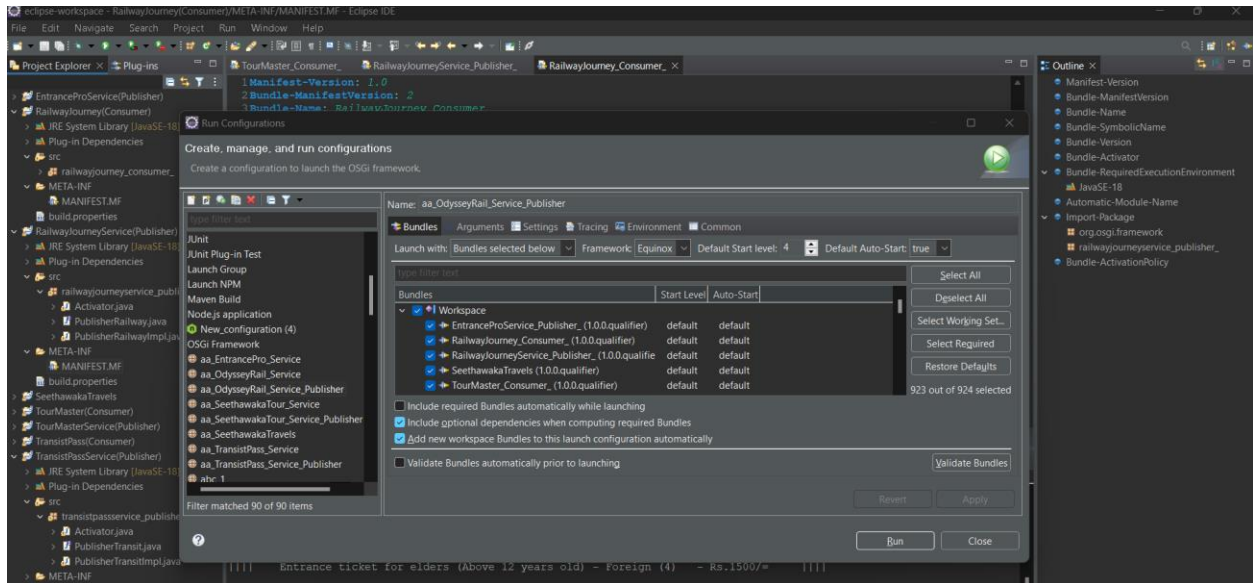 eclipse-workspace - RailwayJourney(Consumer)/META-INF/MANIFEST.MF - Eclipse IDE
File Edit Navigate Search Project Run Window Help
Project Explorer Plug-ins
TourMaster_Consumer_ RailwayJourneyService_Publisher_ RailwayJourney_Consumer_
EntranceProService(Publisher)
RailwayJourney(Consumer)
JRE System Library [JavaSE-18]
Plug-in Dependencies
src
railwayjourney_consumer_
META-INF
MANIFEST.MF
build.properties
RailwayJourneyService(Publisher)
JRE System Library [JavaSE-18
Plug-in Dependencies
src
railwayjourneyservice_publi
Activator.java
PublisherRailway.java
PublisherRailwayImpl.jav
META-INF
MANIFEST.MF
build.properties
SeethawakaTravels
TourMaster(Consumer)
TourMasterService(Publisher)
TransistPass(Consumer)
TransistPassService(Publisher)
JRE System Library [JavaSE-18
Plug-in Dependencies
src
transistpassservice_publishe
Activator.java
PublisherTransit.java
PublisherTransitImpl.java
META-INF
1 Manifest-Version: 1.0
2 Bundle-ManifestVersion: 2
3 Bundle-Name: RailwayJourney Consumer
Run Configurations
Create, manage, and run configurations
Create a configuration to launch the OSGi framework.
type filter text
JUnit
JUnit Plug-in Test
Launch Group
Launch NPM
Maven Build
Node.js application
New_configuration (4)
OSGi Framework
aa_EntrancePro_Service
aa_OdysseyRail_Service
aa_OdysseyRail_Service_Publisher
aa_SeethawakaTour_Service
aa_SeethawakaTour_Service_Publisher
aa_SeethawakaTravels
aa_TransistPass_Service
aa_TransistPass_Service_Publisher
abc_1
Filter matched 90 of 90 items
Name: aa_OdysseyRail_Service_Publisher
Bundles Arguments Settings Tracing Environment Common
Launch with: Bundles selected below Framework: Equinox Default Start level: 4 Default Auto-Start: true
type filter text
Bundles Start Level Auto-Start
Workspace
EntranceProService_Publisher_ (1.0.0.qualifier) default default
RailwayJourney_Consumer_ (1.0.0.qualifier) default default
RailwayJourneyService_Publisher_ (1.0.0.qualifie default default
SeethawakaTravels (1.0.0.qualifier) default default
TourMaster_Consumer_ (1.0.0.qualifier) default default
Select All
Deselect All
Select Working Set...
Select Required
Restore Defaults
923 out of 924 selected
Include required Bundles automatically while launching
Include optional dependencies when computing required Bundles
Add new workspace Bundles to this launch configuration automatically
Validate Bundles automatically prior to launching
Validate Bundles
Revert Apply
Run Close
|||| Entrance ticket for elders (Above 12 years old) - Foreign (4) - Rs.1500/= ||||
Outline
Manifest-Version
Bundle-ManifestVersion
Bundle-Name
Bundle-SymbolicName
Bundle-Version
Bundle-Activator
Bundle-RequiredExecutionEnvironment
JavaSE-18
Automatic-Module-Name
Import-Package
org.osgi.framework
railwayjourneyservice_publisher_
Bundle-ActivationPolicy